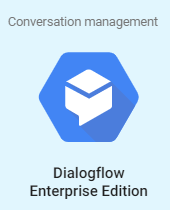 Conversation management
Dialogflow
Enterprise Edition